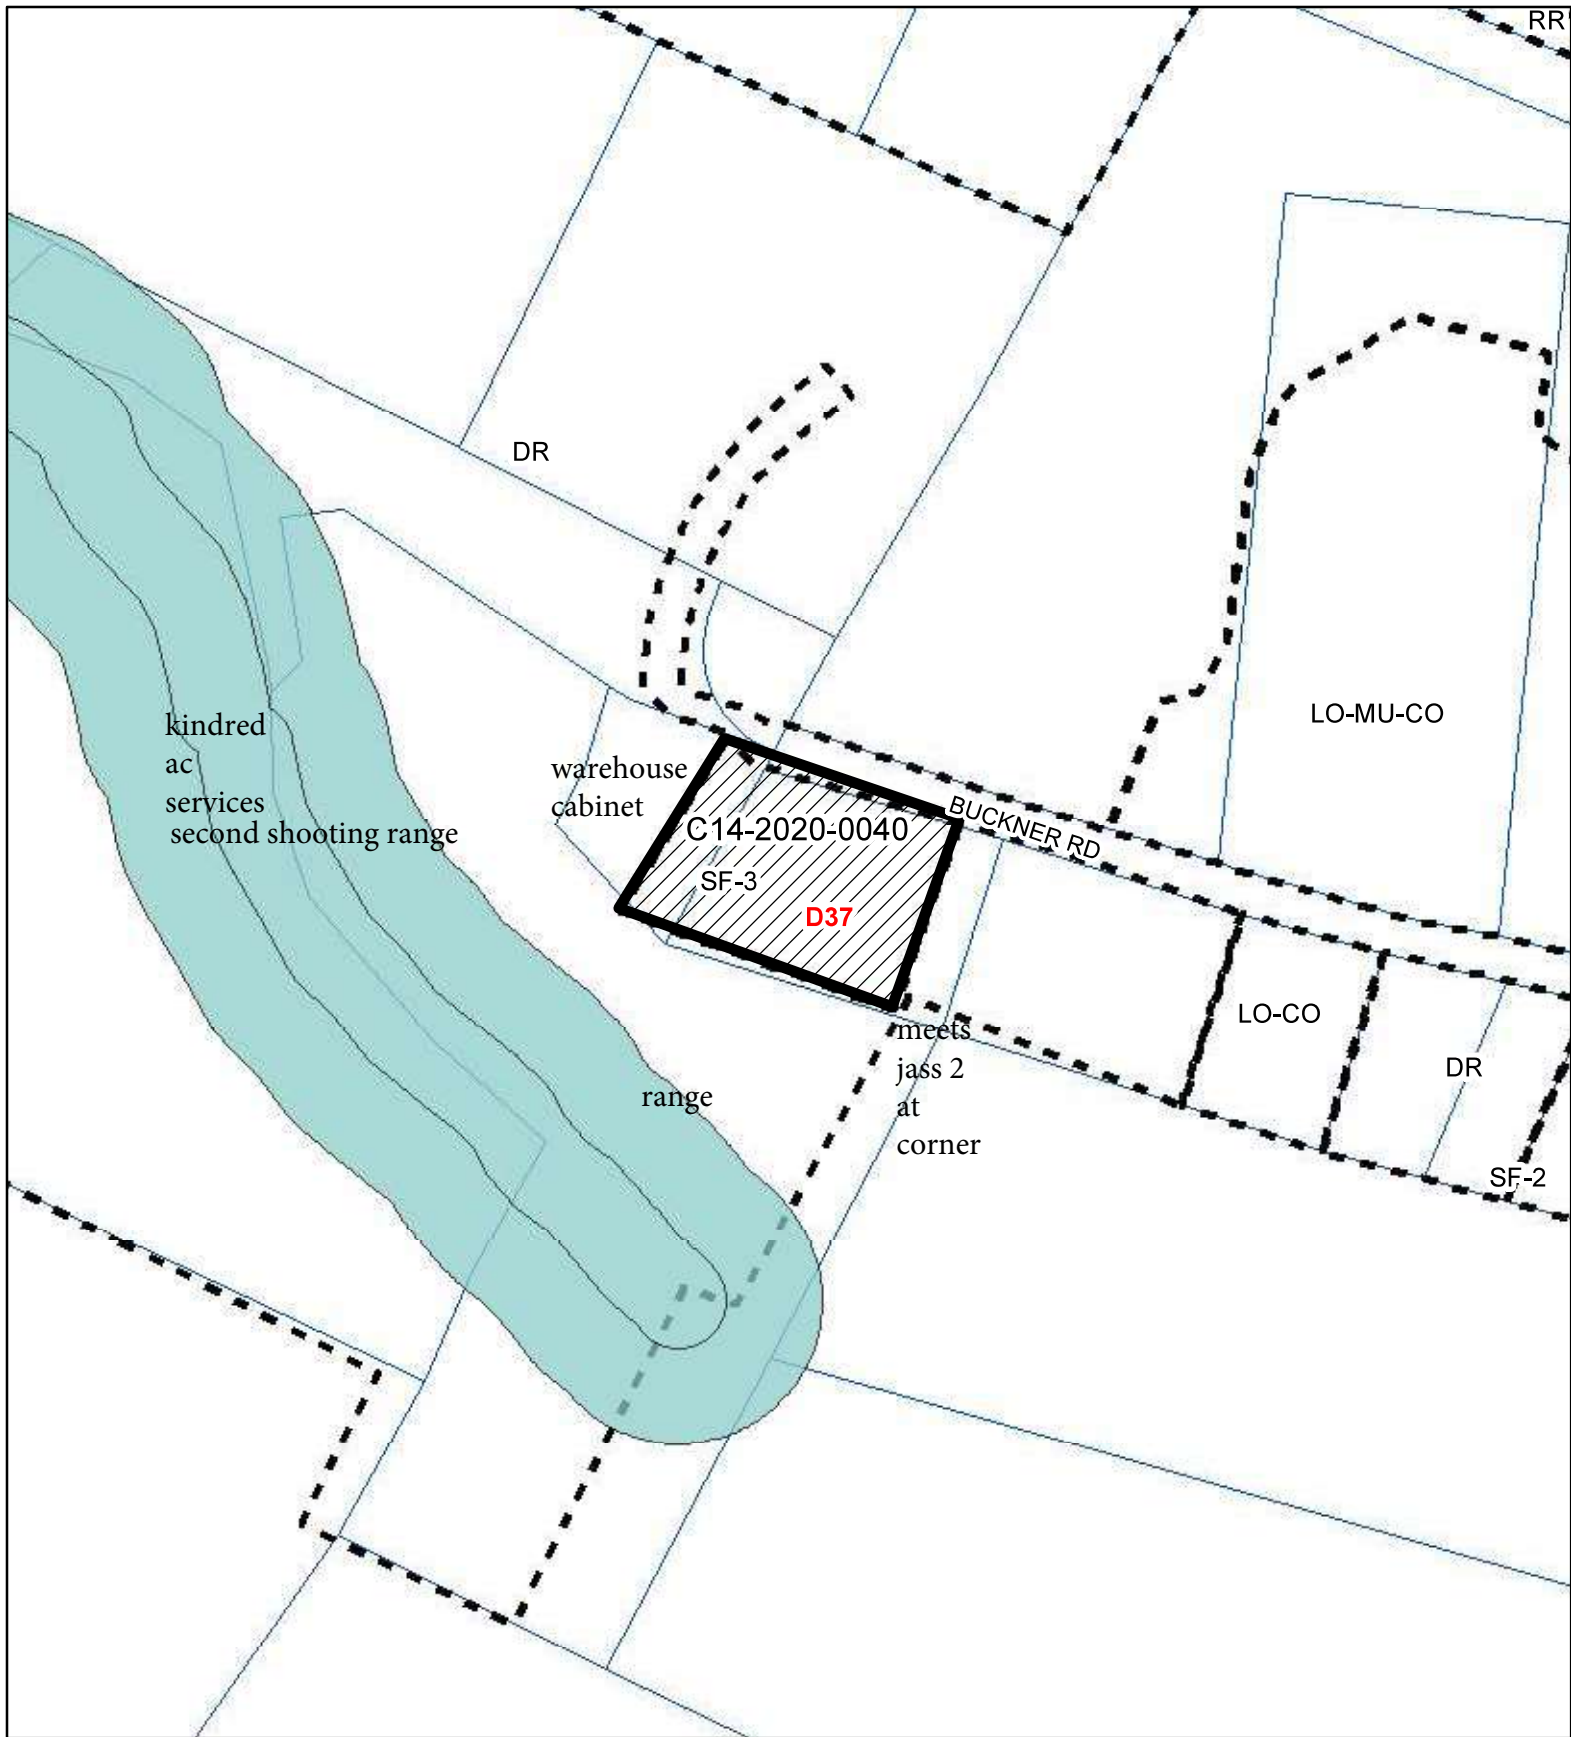 RR
DR
LO-MU-CO
kindred
ac
services
second shooting range
warehouse
cabinet
C14-2020-0040
BUCKNER RD
SF-3
D37
LO-CO
meets
jass 2
at
corner
DR
range
SF-2